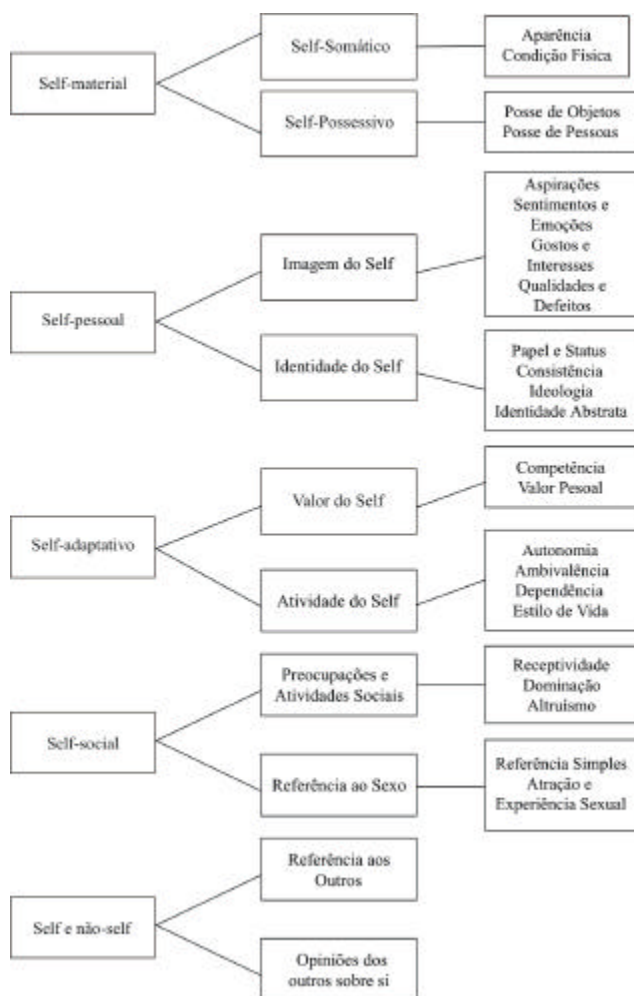 Self-material
Self-Somático
Aparência
Condição Física
Self-Possessivo
Posse de Objetos
Posse de Pessoas
Self-pessoal
Imagem do Self
Aspirações
Sentimentos e
Emoções
Gostos e
Interesses
Qualidades e
Defeitos
Identidade do Self
Papel e Status
Consistência
Ideologia
Identidade Abstrata
Self-adaptativo
Valor do Self
Competência
Valor Pesoal
Atividade do Self
Autonomia
Ambivalência
Dependência
Estilo de Vida
Self-social
Preocupações e
Atividades Sociais
Receptividade
Dominação
Altruísmo
Referência ao Sexo
Referência Simples
Atração e
Experiência Sexual
Self e não-self
Referência aos
Outros
Opiniões dos
outros sobre si